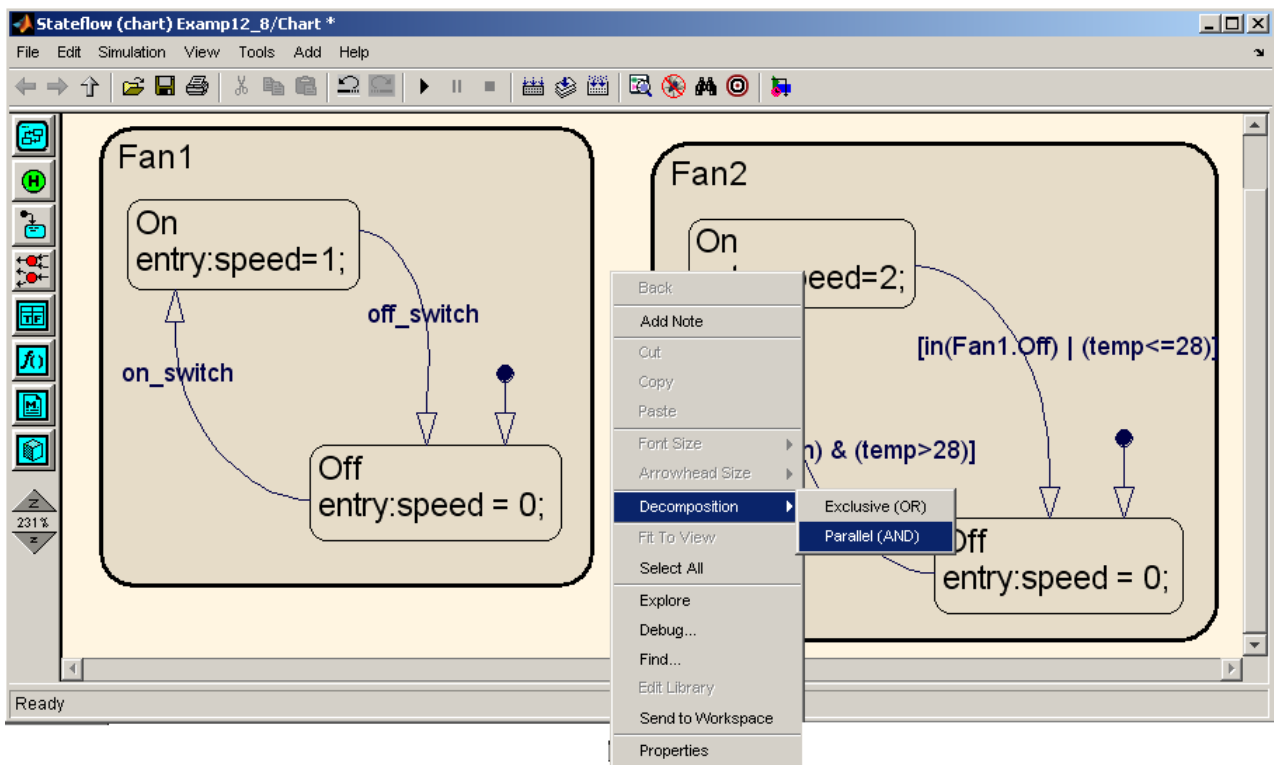 Stateflow (chart) Examp12_8/Chart *
File Edit Simulation View Tools Add Help
Fan1
On
entry:speed=1;
off_switch
on_switch
Off
entry:speed = 0;
Fan2
On
eed=2;
[in(Fan1.Off) | (temp<=28)]
n) & (temp>28)]
Off
entry:speed = 0;
Back
Add Note
Cut
Copy
Paste
Font Size
Arrowhead Size
Decomposition
Exclusive (OR)
Parallel (AND)
Fit To View
Select All
Explore
Debug...
Find...
Edit Library
Send to Workspace
Properties
H
TF
f()
M
Z
231%
Z
Ready